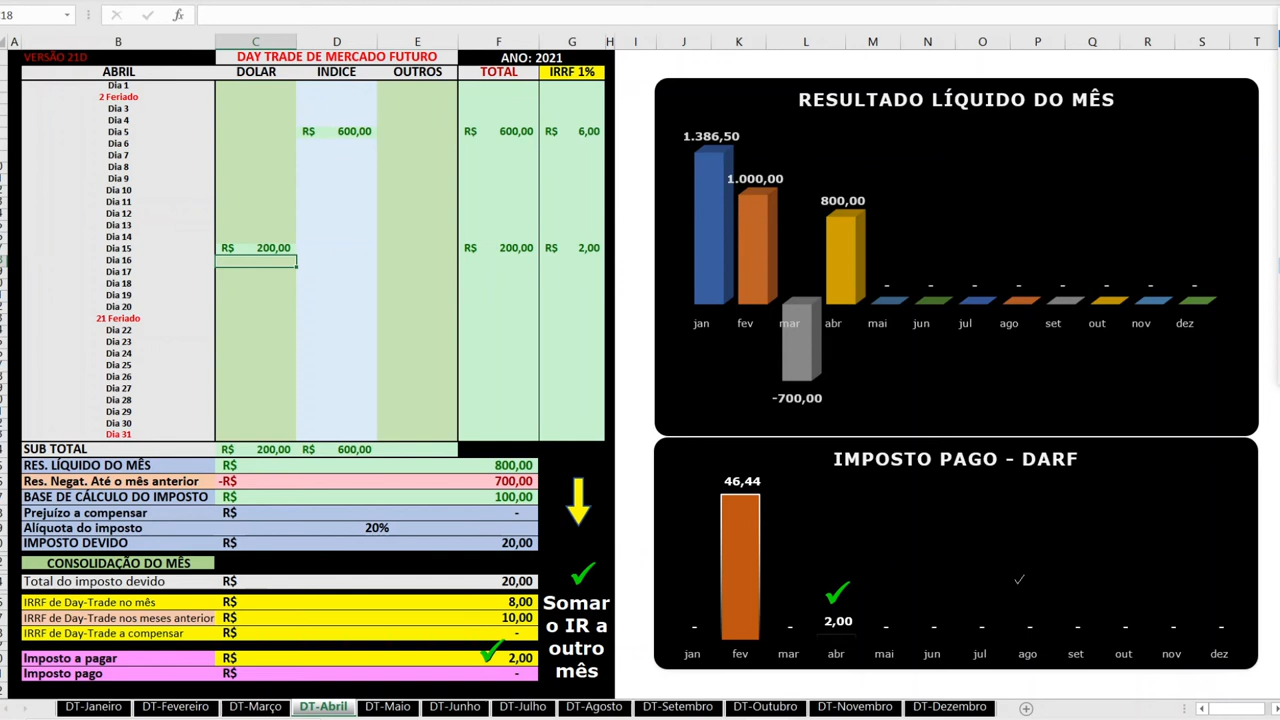 18
fx
A B C D E F G H I J K L M N O P Q R S T
VERSÃO 21D DAY TRADE DE MERCADO FUTURO ANO: 2021
ABRIL DOLAR INDICE OUTROS TOTAL IRRF 1%
Dia 1
2 Feriado
Dia 3
Dia 4
Dia 5 R$ 600,00 R$ 600,00 R$ 6,00
Dia 6
Dia 7
Dia 8
Dia 9
Dia 10
Dia 11
Dia 12
Dia 13
Dia 14
Dia 15 R$ 200,00 R$ 200,00 R$ 2,00
Dia 16
Dia 17
Dia 18
Dia 19
Dia 20
21 Feriado
Dia 22
Dia 23
Dia 24
Dia 25
Dia 26
Dia 27
Dia 28
Dia 29
Dia 30
Dia 31
SUB TOTAL R$ 200,00 R$ 600,00
RES. LÍQUIDO DO MÊS R$ 800,00
Res. Negat. Até o mês anterior -R$ 700,00
BASE DE CÁLCULO DO IMPOSTO R$ 100,00
Prejuízo a compensar R$ -
Alíquota do imposto 20%
IMPOSTO DEVIDO R$ 20,00
CONSOLIDAÇÃO DO MÊS
Total do imposto devido R$ 20,00
IRRF de Day-Trade no mês R$ 8,00
IRRF de Day-Trade nos meses anterior R$ 10,00
IRRF de Day-Trade a compensar R$ -
Imposto a pagar R$ 2,00
Imposto pago R$ -
Somar
o IR a
outro
mês
RESULTADO LÍQUIDO DO MÊS
1.386,50
1.000,00
800,00
- - - - - - - -
jan fev mar abr mai jun jul ago set out nov dez
-700,00
IMPOSTO PAGO - DARF
46,44
2,00
- - - - - - - - - -
jan fev mar abr mai jun jul ago set out nov dez
DT-Janeiro DT-Fevereiro DT-Março DT-Abril DT-Maio DT-Junho DT-Julho DT-Agosto DT-Setembro DT-Outubro DT-Novembro DT-Dezembro